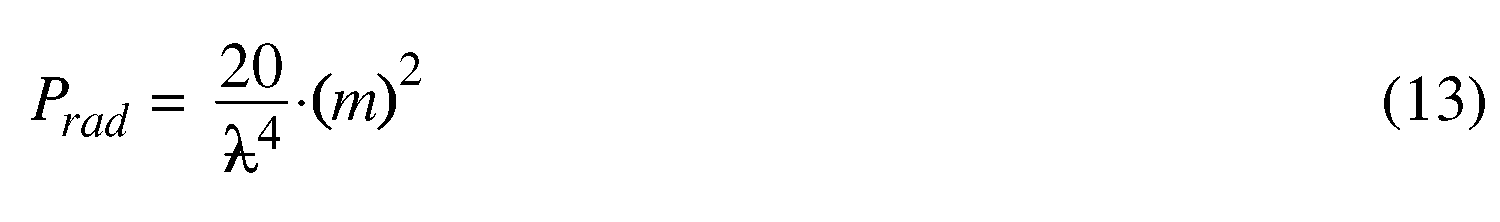 P_rad = 20/ƛ^4·(m)^2 (13)